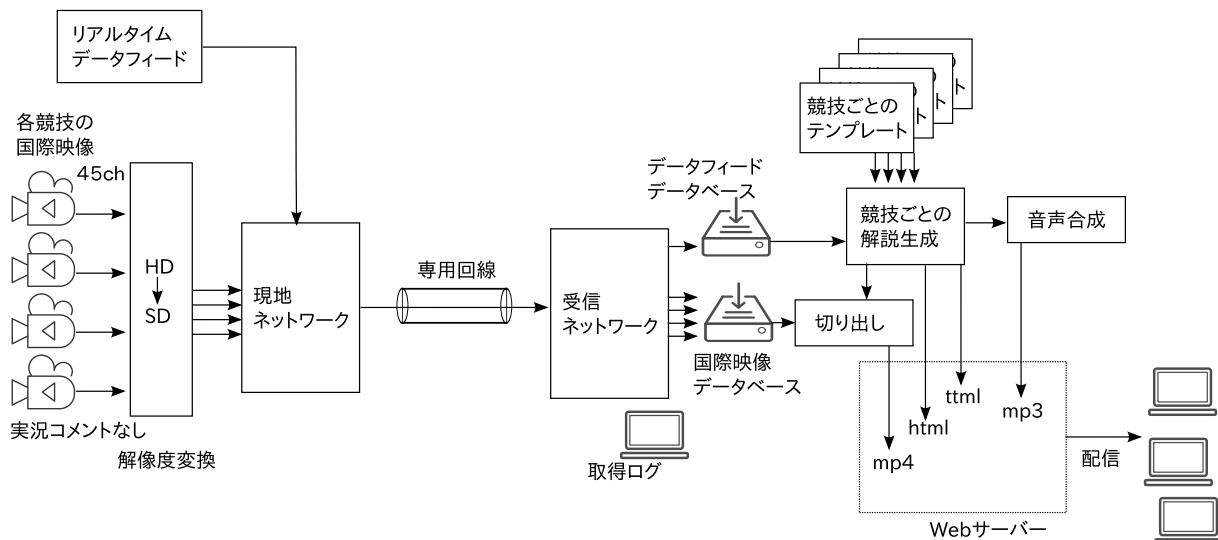 リアルタイム
データフィード
各競技の
国際映像
45ch
HD
SD
実況コメントなし
解像度変換
現地
ネットワーク
専用回線
受信
ネットワーク
取得ログ
データフィード
データベース
国際映像
データベース
競技ごとの
テンプレート
ト
ト
ト
競技ごとの
解説生成
音声合成
切り出し
ttml
mp3
html
mp4
Webサーバー
配信